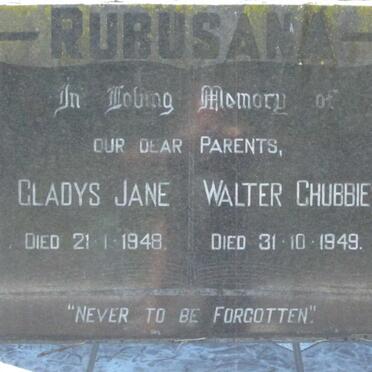 RUBUSANA
In Loving Memory of
OUR DEAR PARENTS,
GLADYS JANE WALTER CHUBBIE
DIED 21·1·1948. DIED 31·10·1949.
"NEVER TO BE FORGOTTEN".